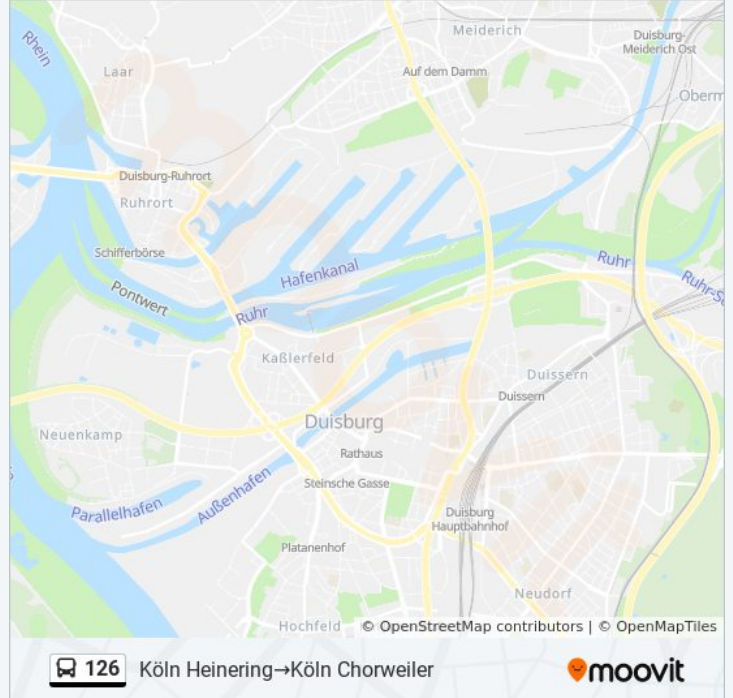 Rhein
Meiderich
Duisburg-
Meiderich Ost
Laar
Auf dem Damm
Duisburg-Ruhrort
Ruhrort
Schifferbörse
Hafenkanal
Ruhr
Pontwert
Ruhr
Kaßlerfeld
Duissern
Duissern
Duisburg
Neuenkamp
Rathaus
Steinsche Gasse
Außenhafen
Parallelhafen
Duisburg
Hauptbahnhof
Platanenhof
Neudorf
Hochfeld
© OpenStreetMap contributors | © OpenMapTiles
126 Köln Heinering→Köln Chorweiler
moovit